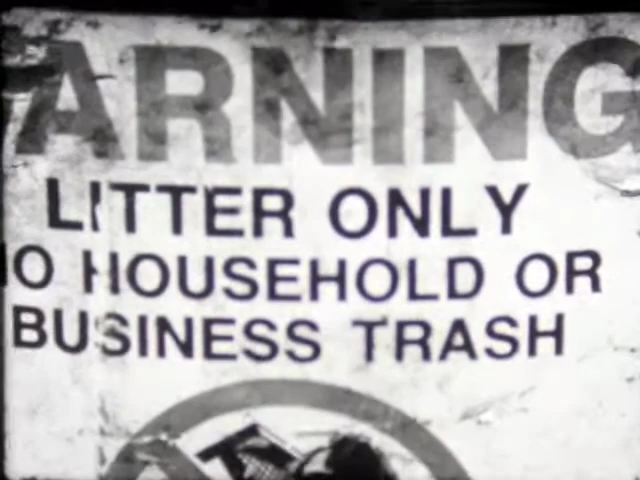 ARNING
LITTER ONLY
O HOUSEHOLD OR
BUSINESS TRASH